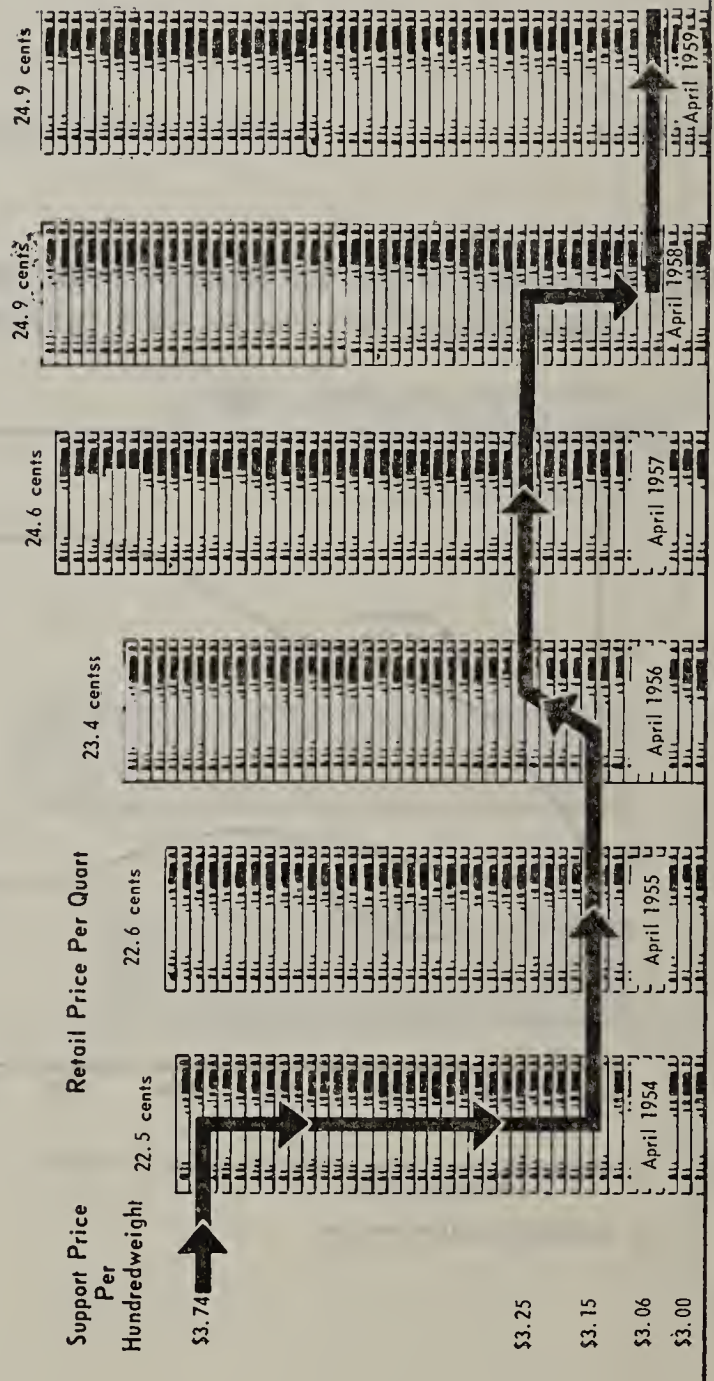 Support Price
Per
Hundredweight
Retail Price Per Quart
22.5 cents
22.6 cents
23.4 centss
24.6 cents
24.9 cents
24.9 cents
$3.74
$3.25
$3.15
$3.06
$3.00
April 1954
April 1955
April 1956
April 1957
April 1958
April 1959